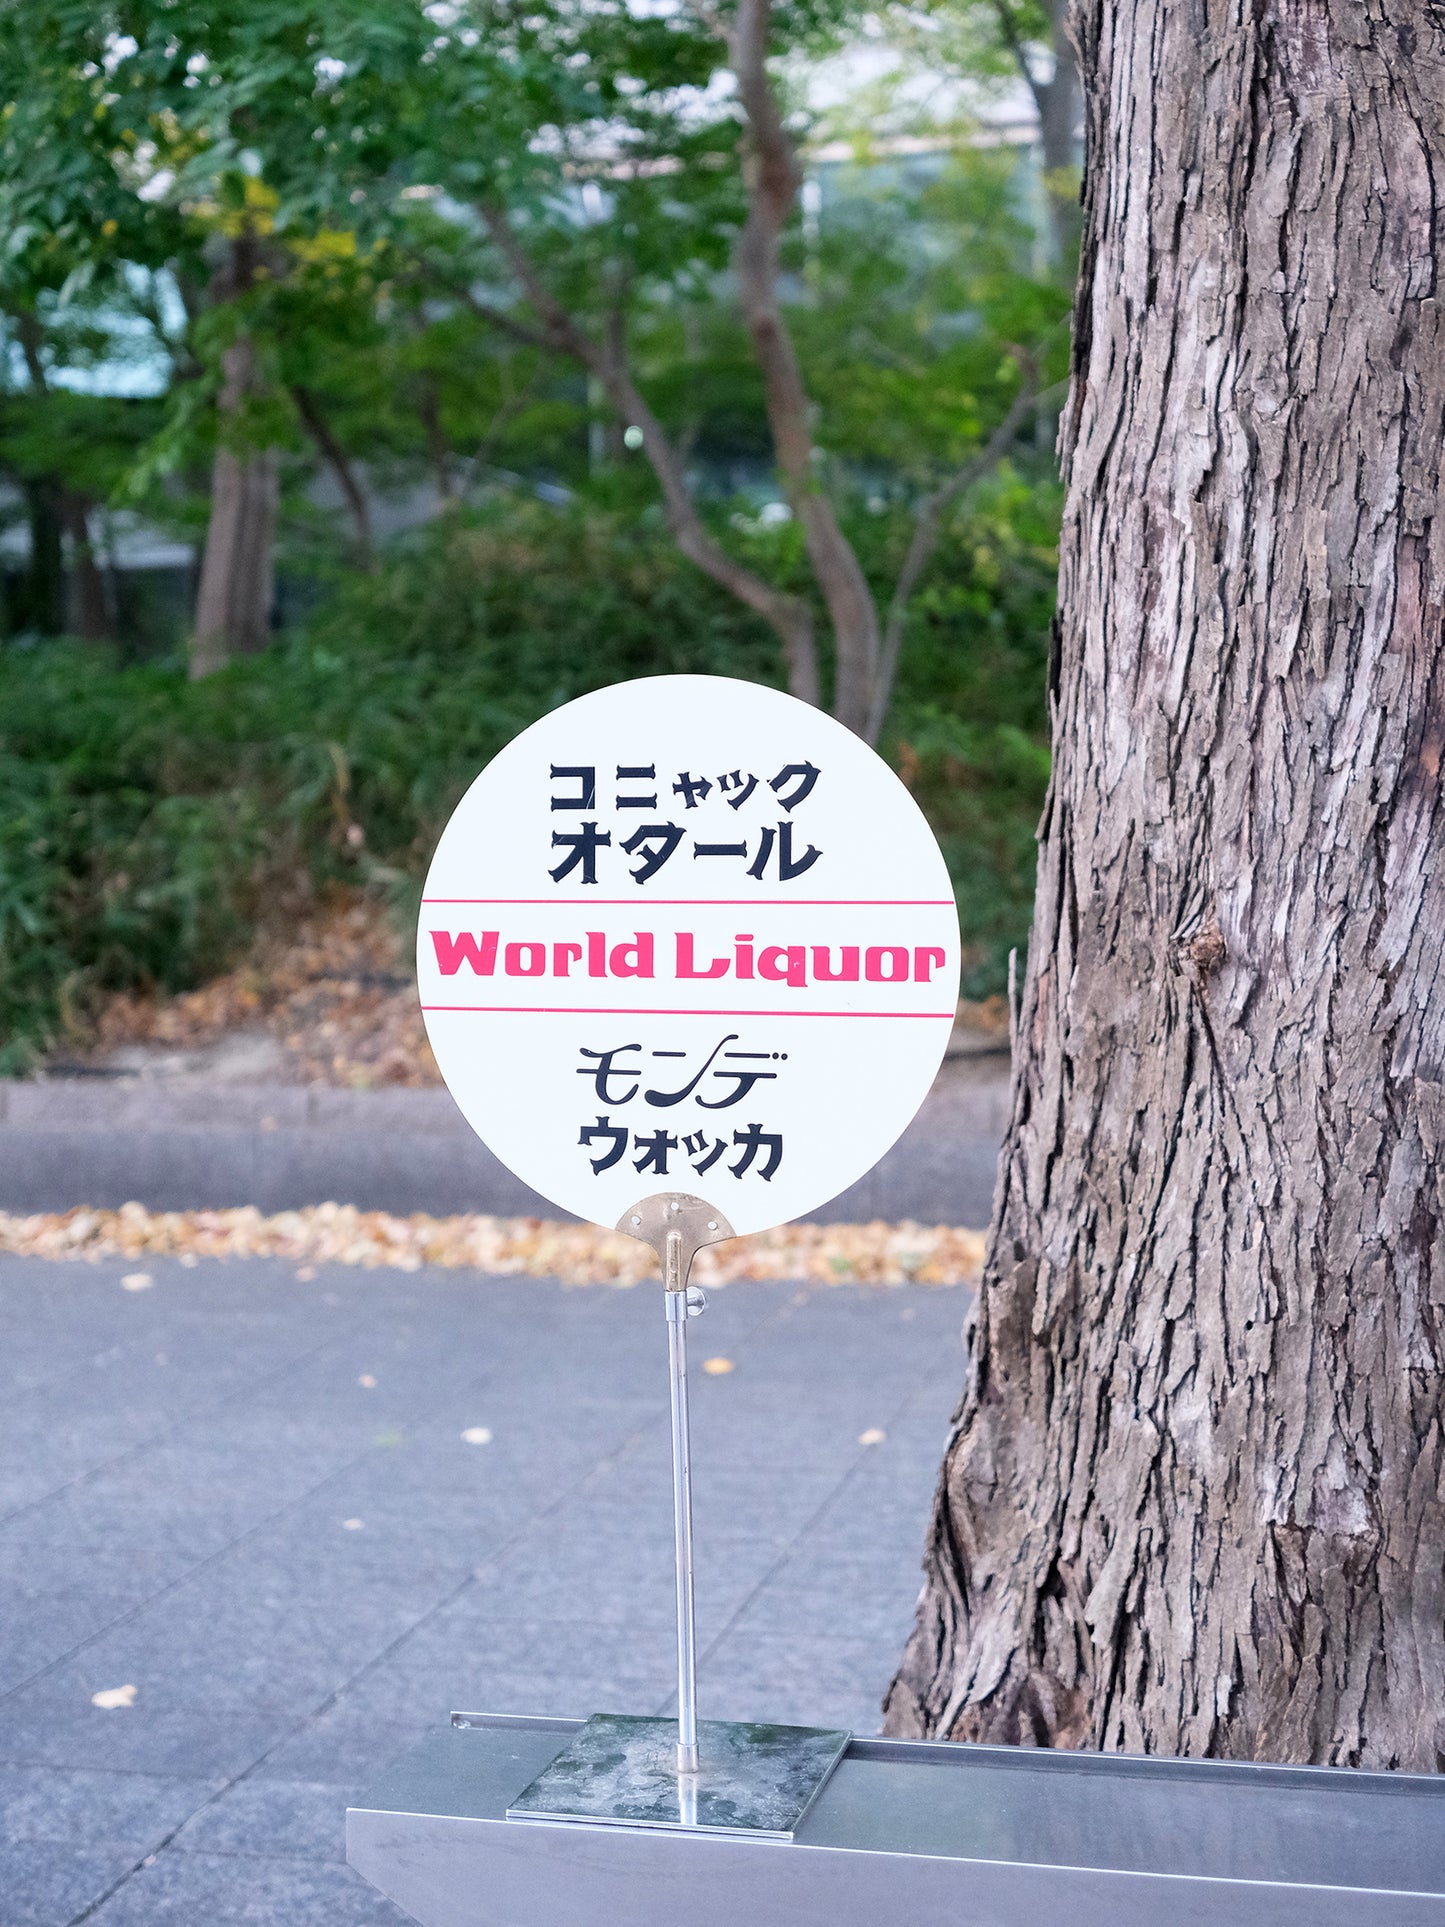 コニャック
オタール
World Liquor
モンデ
ウォッカ